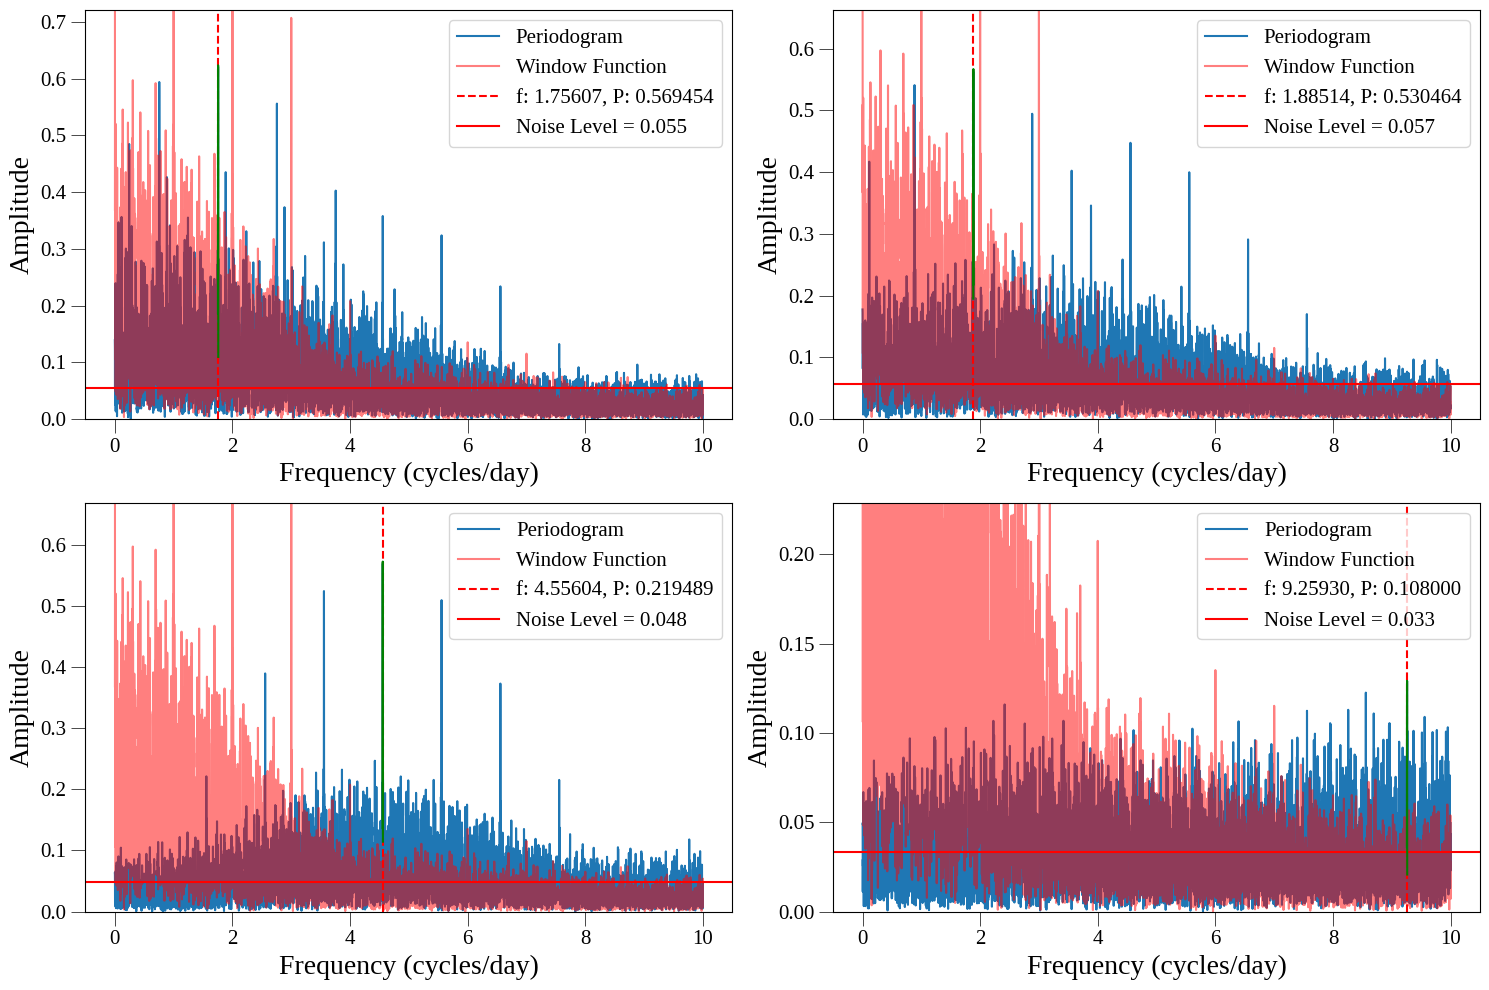 0.7
0.6
0.5
0.4
0.3
0.2
0.1
0.0
Amplitude
Periodogram
Window Function
f: 1.75607, P: 0.569454
Noise Level = 0.055
0 2 4 6 8 10
Frequency (cycles/day)
0.6
0.5
0.4
0.3
0.2
0.1
0.0
Amplitude
Periodogram
Window Function
f: 1.88514, P: 0.530464
Noise Level = 0.057
0 2 4 6 8 10
Frequency (cycles/day)
0.6
0.5
0.4
0.3
0.2
0.1
0.0
Amplitude
Periodogram
Window Function
f: 4.55604, P: 0.219489
Noise Level = 0.048
0 2 4 6 8 10
Frequency (cycles/day)
0.20
0.15
0.10
0.05
0.00
Amplitude
Periodogram
Window Function
f: 9.25930, P: 0.108000
Noise Level = 0.033
0 2 4 6 8 10
Frequency (cycles/day)